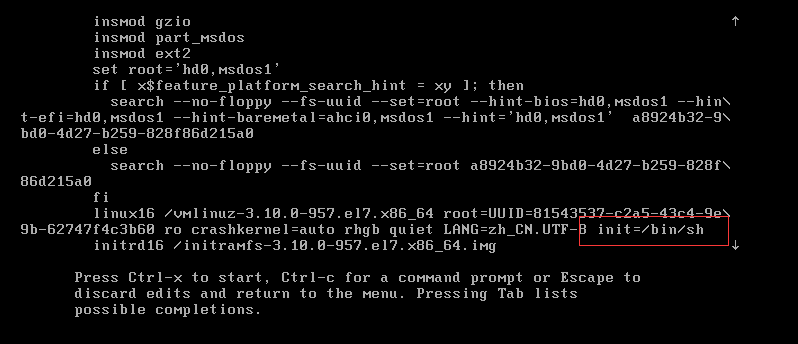 insmod gzio
insmod part_msdos
insmod ext2
set root='hd0,msdos1'
if [ x$feature_platform_search_hint = xy ]; then
search --no-floppy --fs-uuid --set=root --hint-bios=hd0,msdos1 --hin\
t-efi=hd0,msdos1 --hint-baremetal=ahci0,msdos1 --hint='hd0,msdos1'  a8924b32-9\
bd0-4d27-b259-828f86d215a0
else
search --no-floppy --fs-uuid --set=root a8924b32-9bd0-4d27-b259-828f\
86d215a0
fi
linux16 /vmlinuz-3.10.0-957.el7.x86_64 root=UUID=81543537-c2a5-43c4-9e\
9b-62747f4c3b60 ro crashkernel=auto rhgb quiet LANG=zh_CN.UTF-8 init=/bin/sh
initrd16 /initramfs-3.10.0-957.el7.x86_64.img
Press Ctrl-x to start, Ctrl-c for a command prompt or Escape to
discard edits and return to the menu. Pressing Tab lists
possible completions.